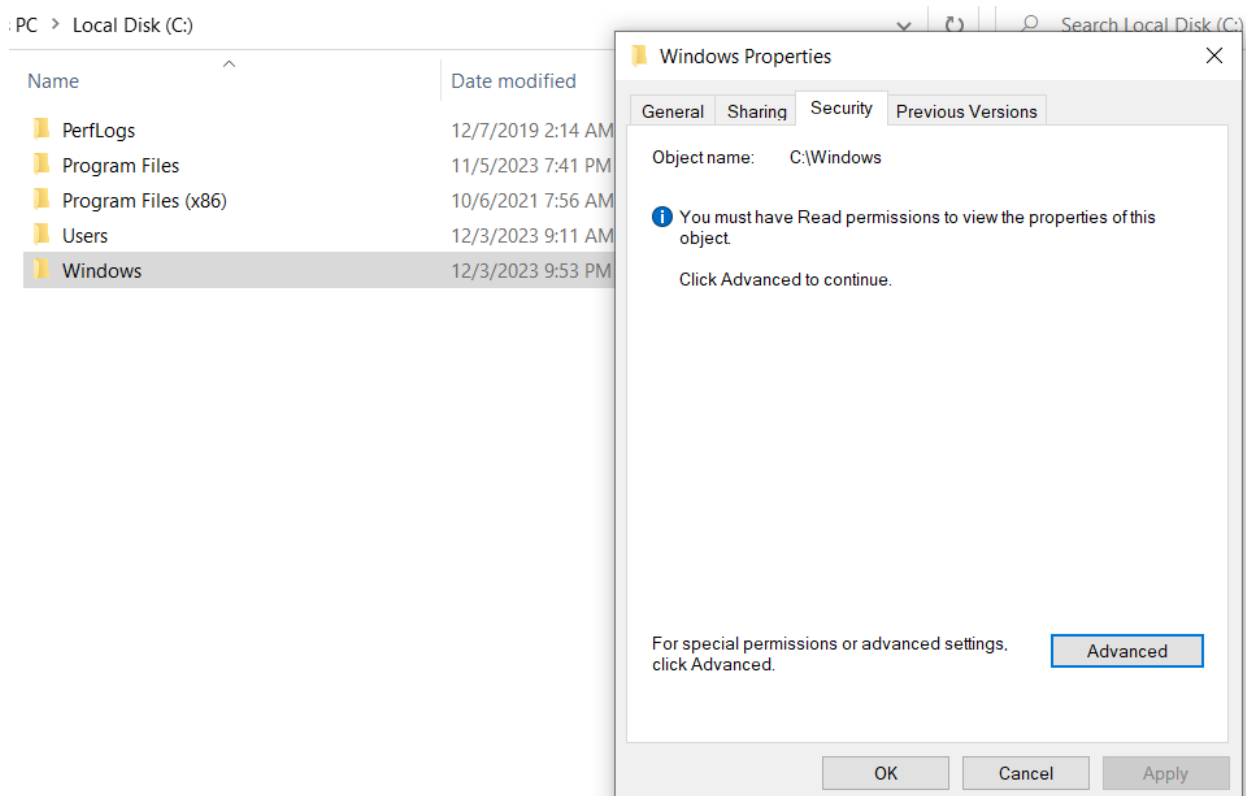 PC > Local Disk (C:)
Search Local Disk (C:)
Name
Date modified
PerfLogs
12/7/2019 2:14 AM
Program Files
11/5/2023 7:41 PM
Program Files (x86)
10/6/2021 7:56 AM
Users
12/3/2023 9:11 AM
Windows
12/3/2023 9:53 PM
Windows Properties
General
Sharing
Security
Previous Versions
Object name: C:\Windows
You must have Read permissions to view the properties of this
object.
Click Advanced to continue.
For special permissions or advanced settings,
click Advanced.
Advanced
OK
Cancel
Apply